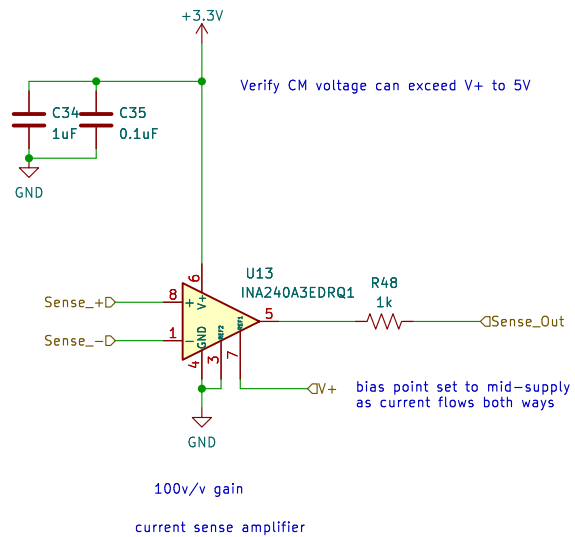 +3.3V
Verify CM voltage can exceed V+ to 5V
C34
1uF
C35
0.1uF
GND
U13
INA240A3EDRQ1
R48
1k
6
V+
Sense_+
8
+
5
Sense_Out
Sense_-
1
-
GND
REF2
REF1
4
3
7
V+
bias point set to mid-supply
as current flows both ways
GND
100v/v gain
current sense amplifier